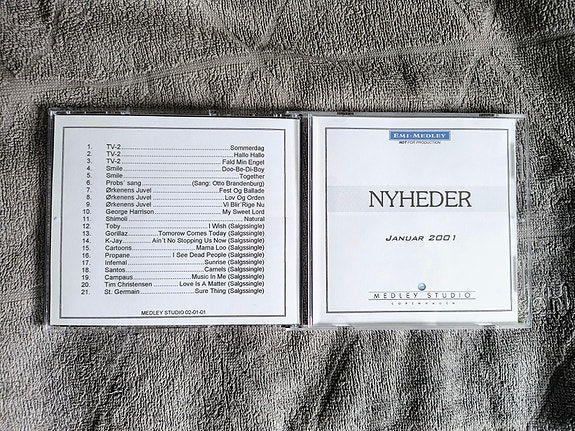 1. TV-2 Sommerdag
2. TV-2 Hallo Hallo
3. TV-2 Fald Min Engel
4. Smile Doo-Be-Di-Boy
5. Smile Together
6. Probs´ sang (Sang: Otto Brandenburg)
7. Ørkenens Juvel Fest Og Ballade
8. Ørkenens Juvel Lov Og Orden
9. Ørkenens Juvel Vi Blir´Rige Nu
10. George Harrison My Sweet Lord
11. Shimoli Natural
12. Toby I Wish (Salgssingle)
13. Gorillaz Tomorow Comes Today (Salgssingle)
14. K-Jay Ain´t No Stopping Us Now (Salgssingle)
15. Cartoons Mama Loo (Salgssingle)
16. Propane I See Dead People (Salgssingle)
17. Infernal Sunrise (Salgssingle)
18. Santos Camels (Salgssingle)
19. Campaus Music In Me (Salgssingle)
20. Tim Christensen Love Is A Matter (Salgssingle)
21. St. Germain Sure Thing (Salgssingle)
MEDLEY STUDIO 02-01-01
EMI-MEDLEY
NOT FOR PRODUCTION
NYHEDER
JANUAR 2001
MEDLEY STUDIO
COPENHAGEN